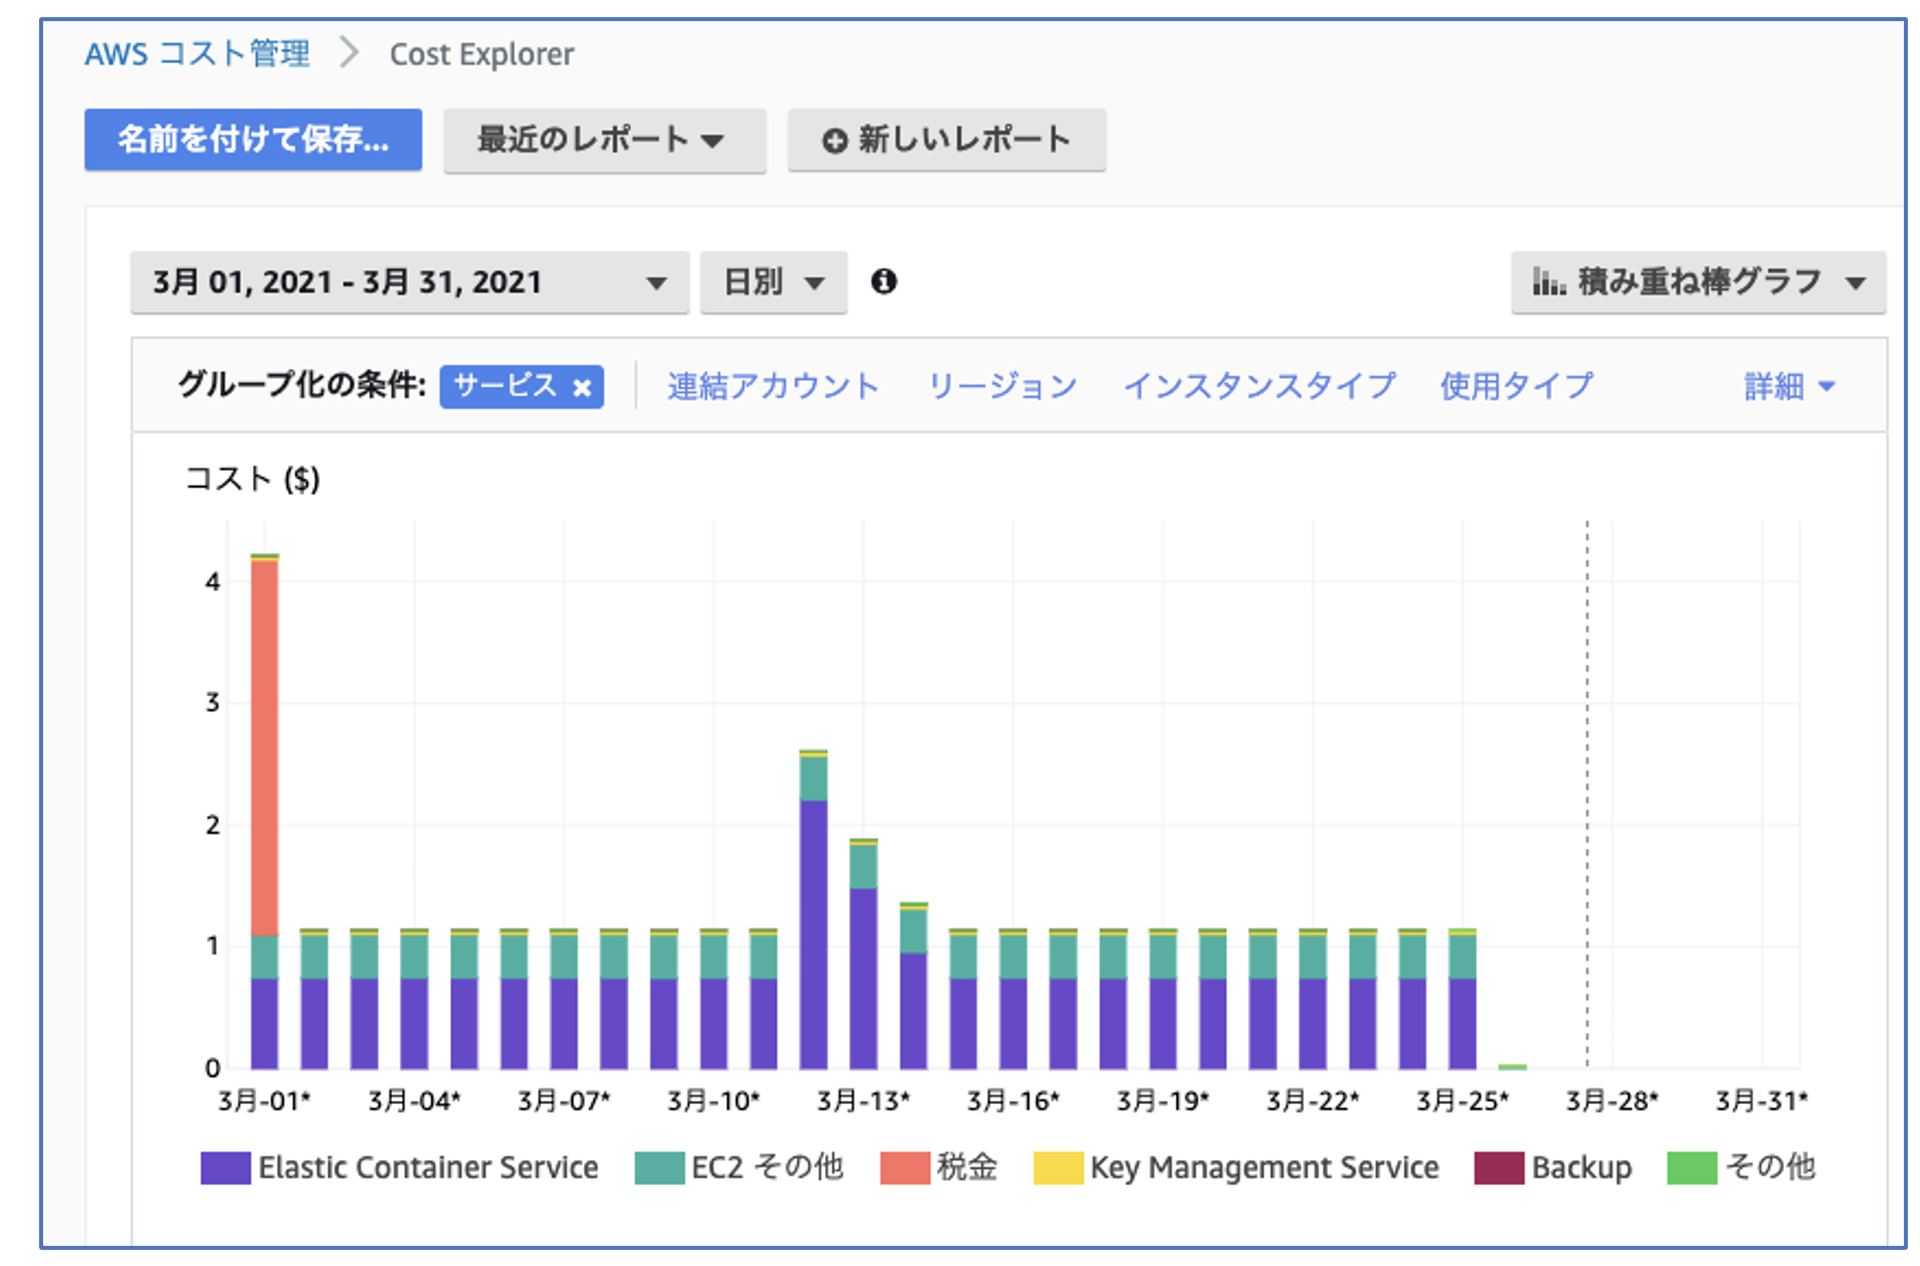 AWS コスト管理 > Cost Explorer
名前を付けて保存... 最近のレポート 新しいレポート
3月 01, 2021 - 3月 31, 2021 日別 積み重ね棒グラフ
グループ化の条件: サービス × 連結アカウント リージョン インスタンスタイプ 使用タイプ 詳細
コスト ($)
4
3
2
1
0
3月-01* 3月-04* 3月-07* 3月-10* 3月-13* 3月-16* 3月-19* 3月-22* 3月-25* 3月-28* 3月-31*
Elastic Container Service EC2 その他 税金 Key Management Service Backup その他